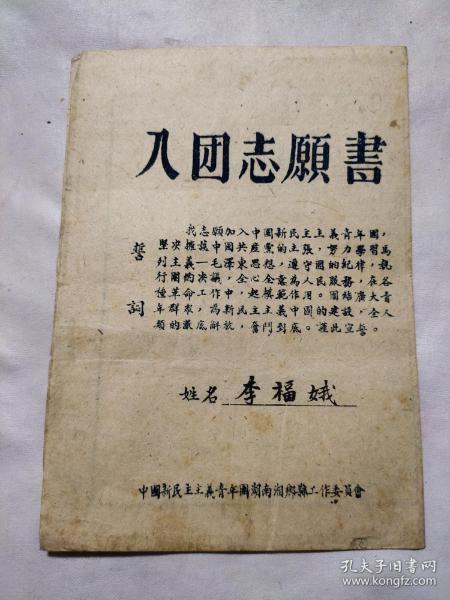 入团志願書
誓詞
我志願加入中國新民主主義青年團，
堅决擁護中國共產黨的主張，努力學習馬
列主義一毛澤東思想，遵守團的紀律，執
行團的决議，全心全意為人民服務，在各
種革命工作中，起模範作用。團結廣大青
年群衆，為新民主主義中國的建設，全人
類的澈底解放，奮鬥到底。謹此宣誓。
姓名 李福娥
中國新民主主義青年團湖南湘鄉縣工作委員會
孔夫子旧书网
www.kongfz.com